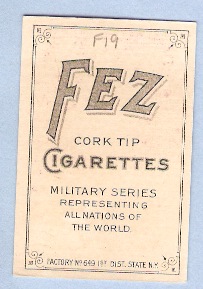 F19
FEZ
CORK TIP
CIGARETTES
MILITARY SERIES
REPRESENTING
ALL NATIONS OF
THE WORLD.
FACTORY Nº 649 1ST DIST. STATE N.Y.